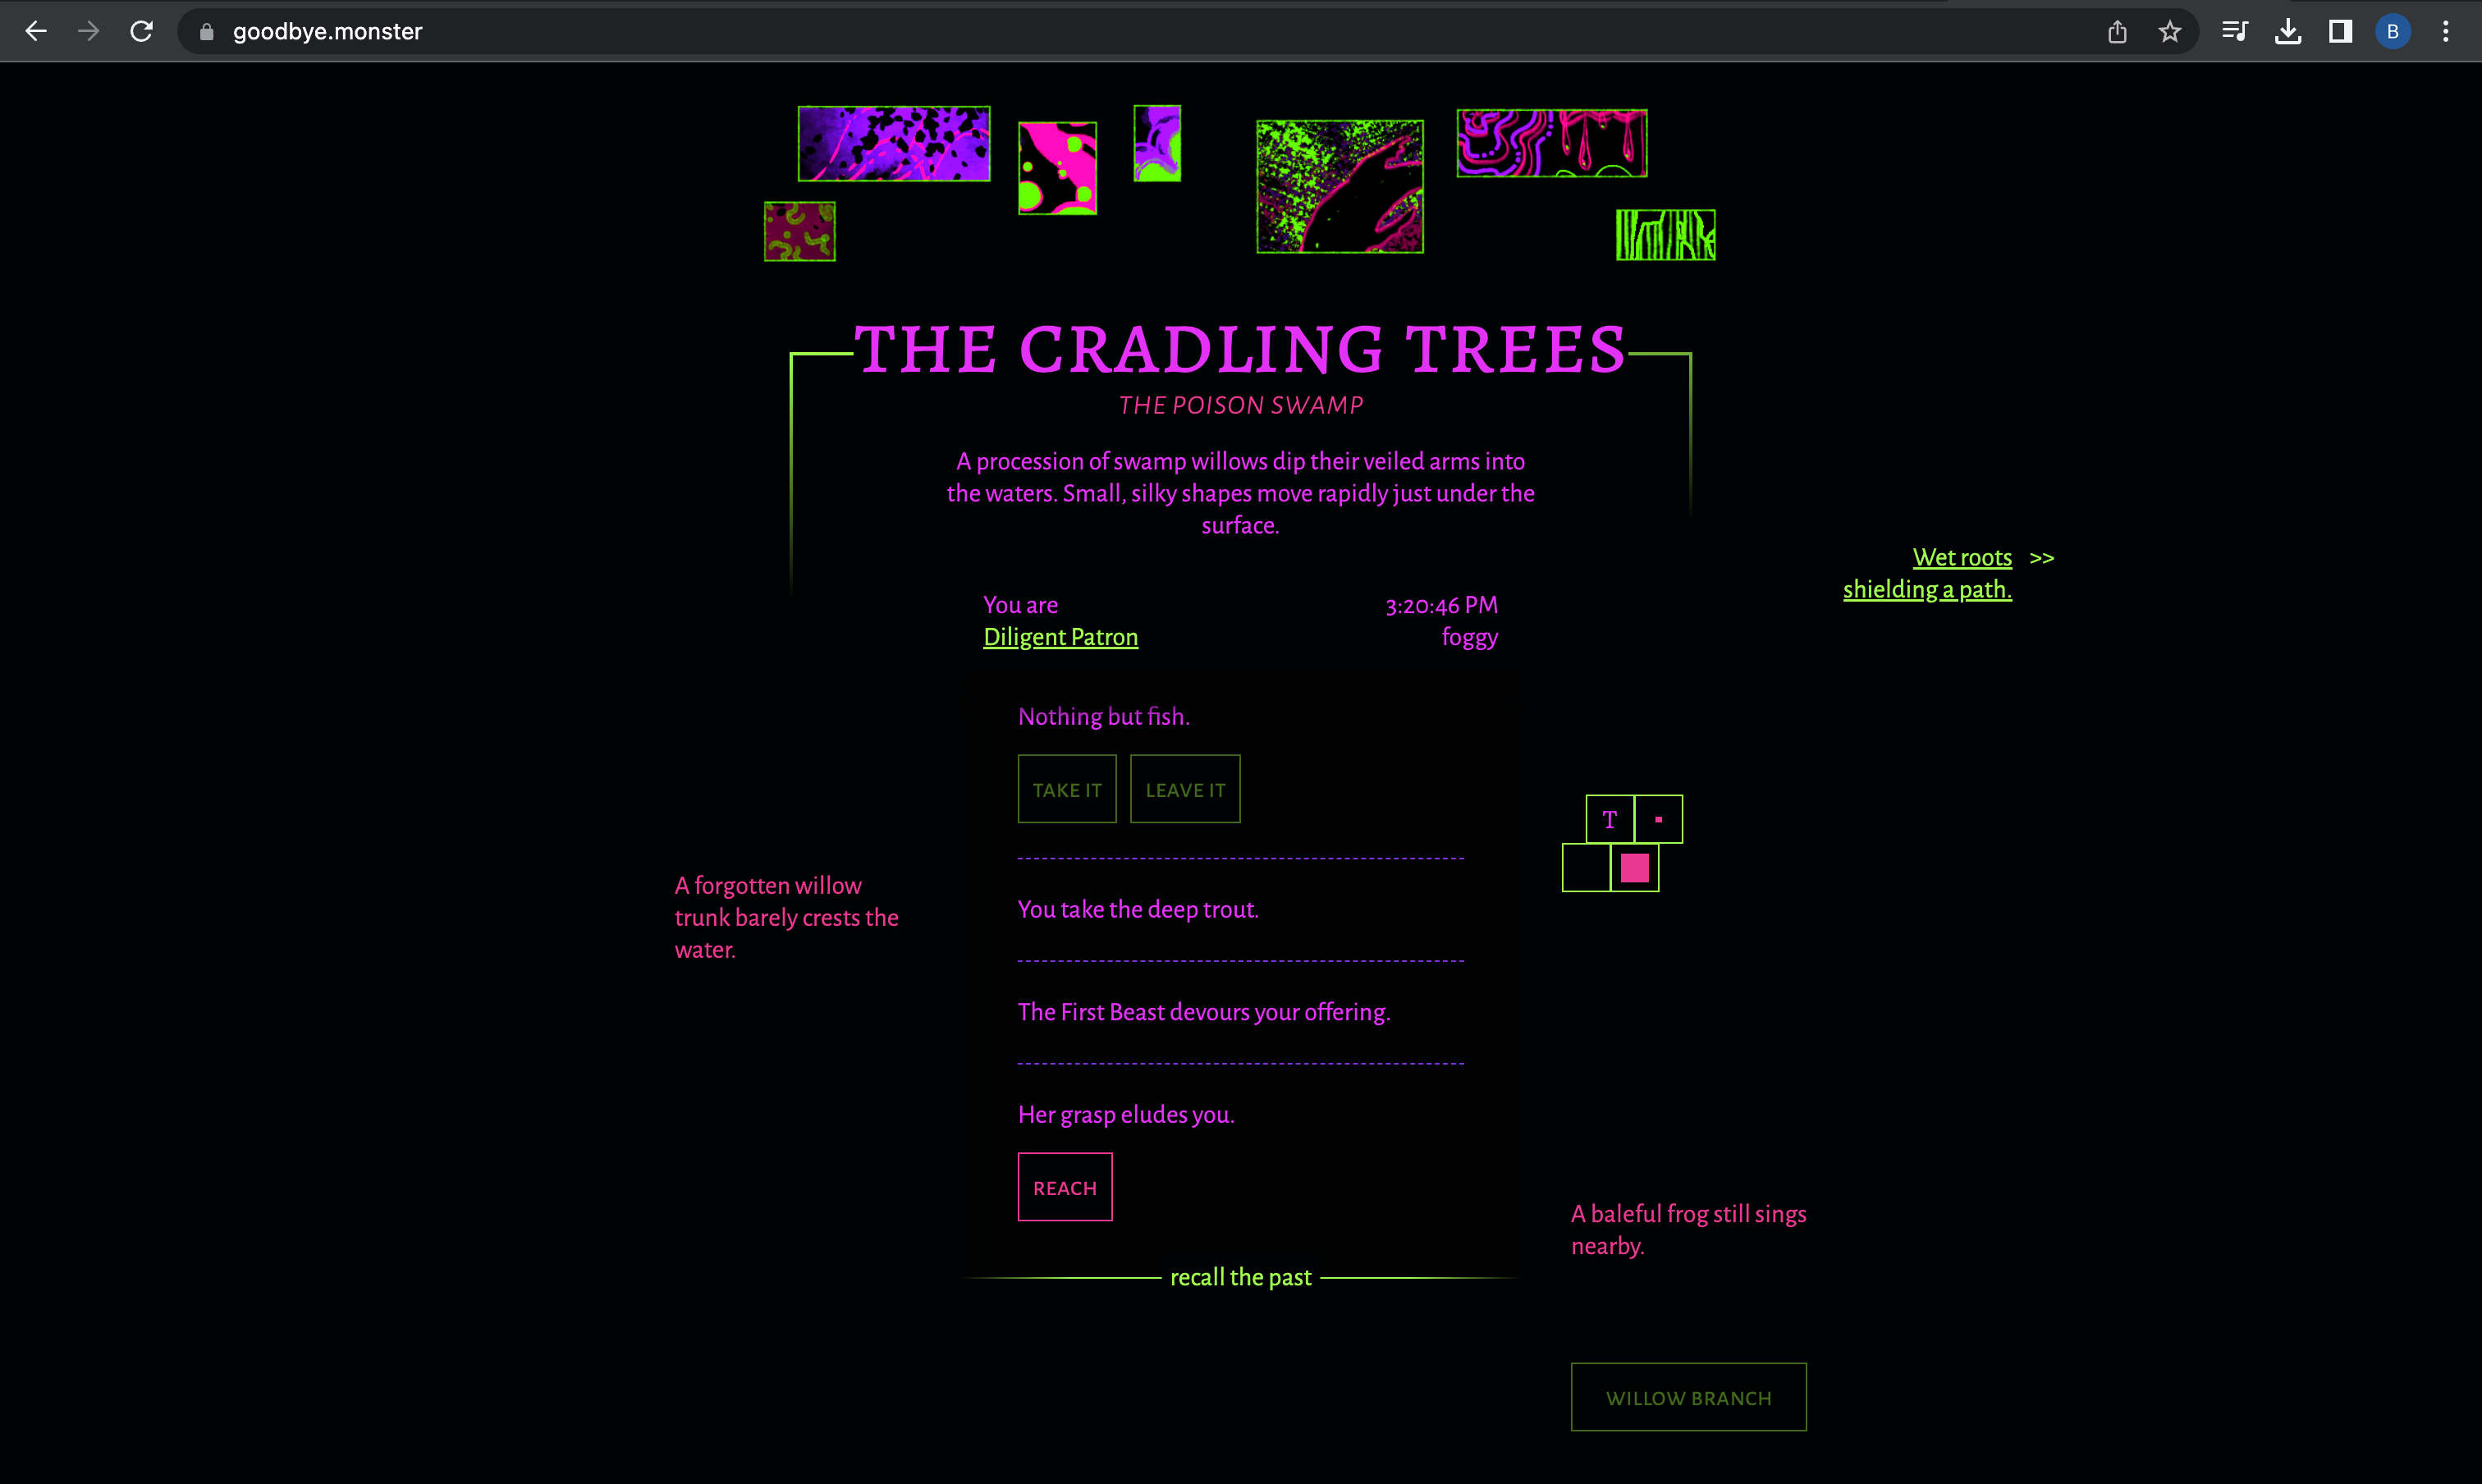 goodbye.monster
B
THE CRADLING TREES
THE POISON SWAMP
A procession of swamp willows dip their veiled arms into
the waters. Small, silky shapes move rapidly just under the
surface.
Wet roots >>
shielding a path.
You are
Diligent Patron
3:20:46 PM
foggy
Nothing but fish.
TAKE IT
LEAVE IT
T
A forgotten willow
trunk barely crests the
water.
You take the deep trout.
The First Beast devours your offering.
Her grasp eludes you.
REACH
A baleful frog still sings
nearby.
recall the past
WILLOW BRANCH